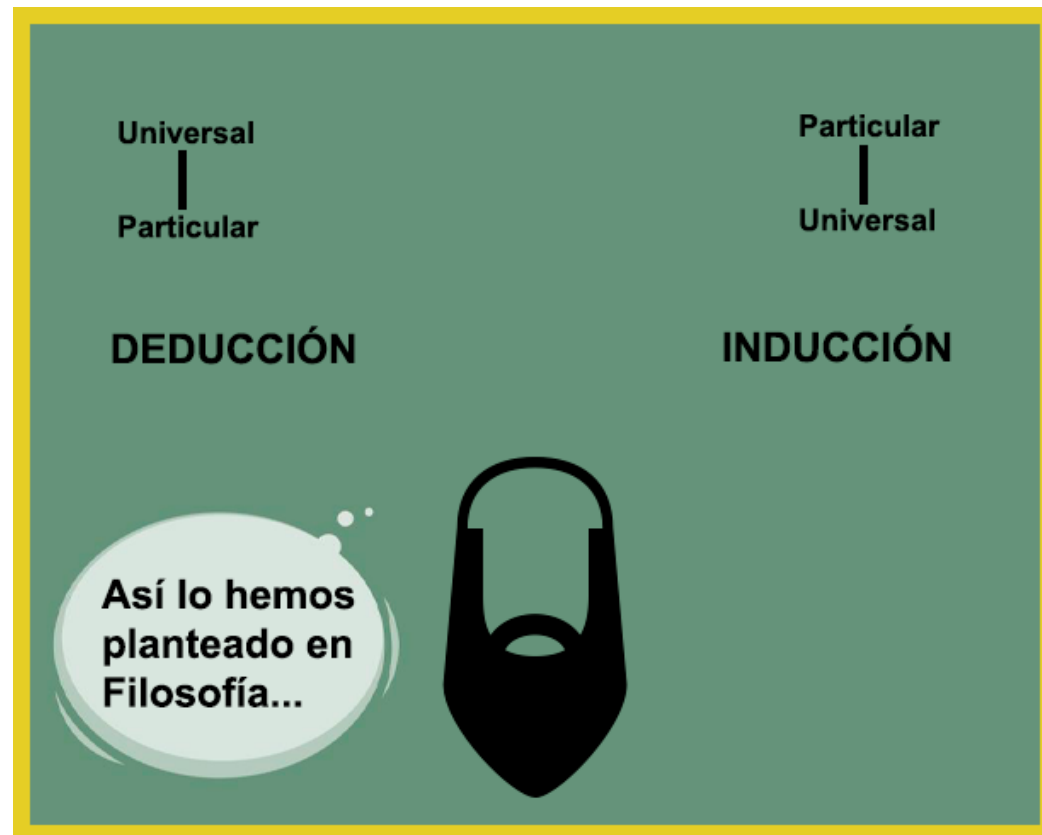 Universal
Particular
DEDUCCIÓN
Particular
Universal
INDUCCIÓN
Así lo hemos
planteado en
Filosofía...